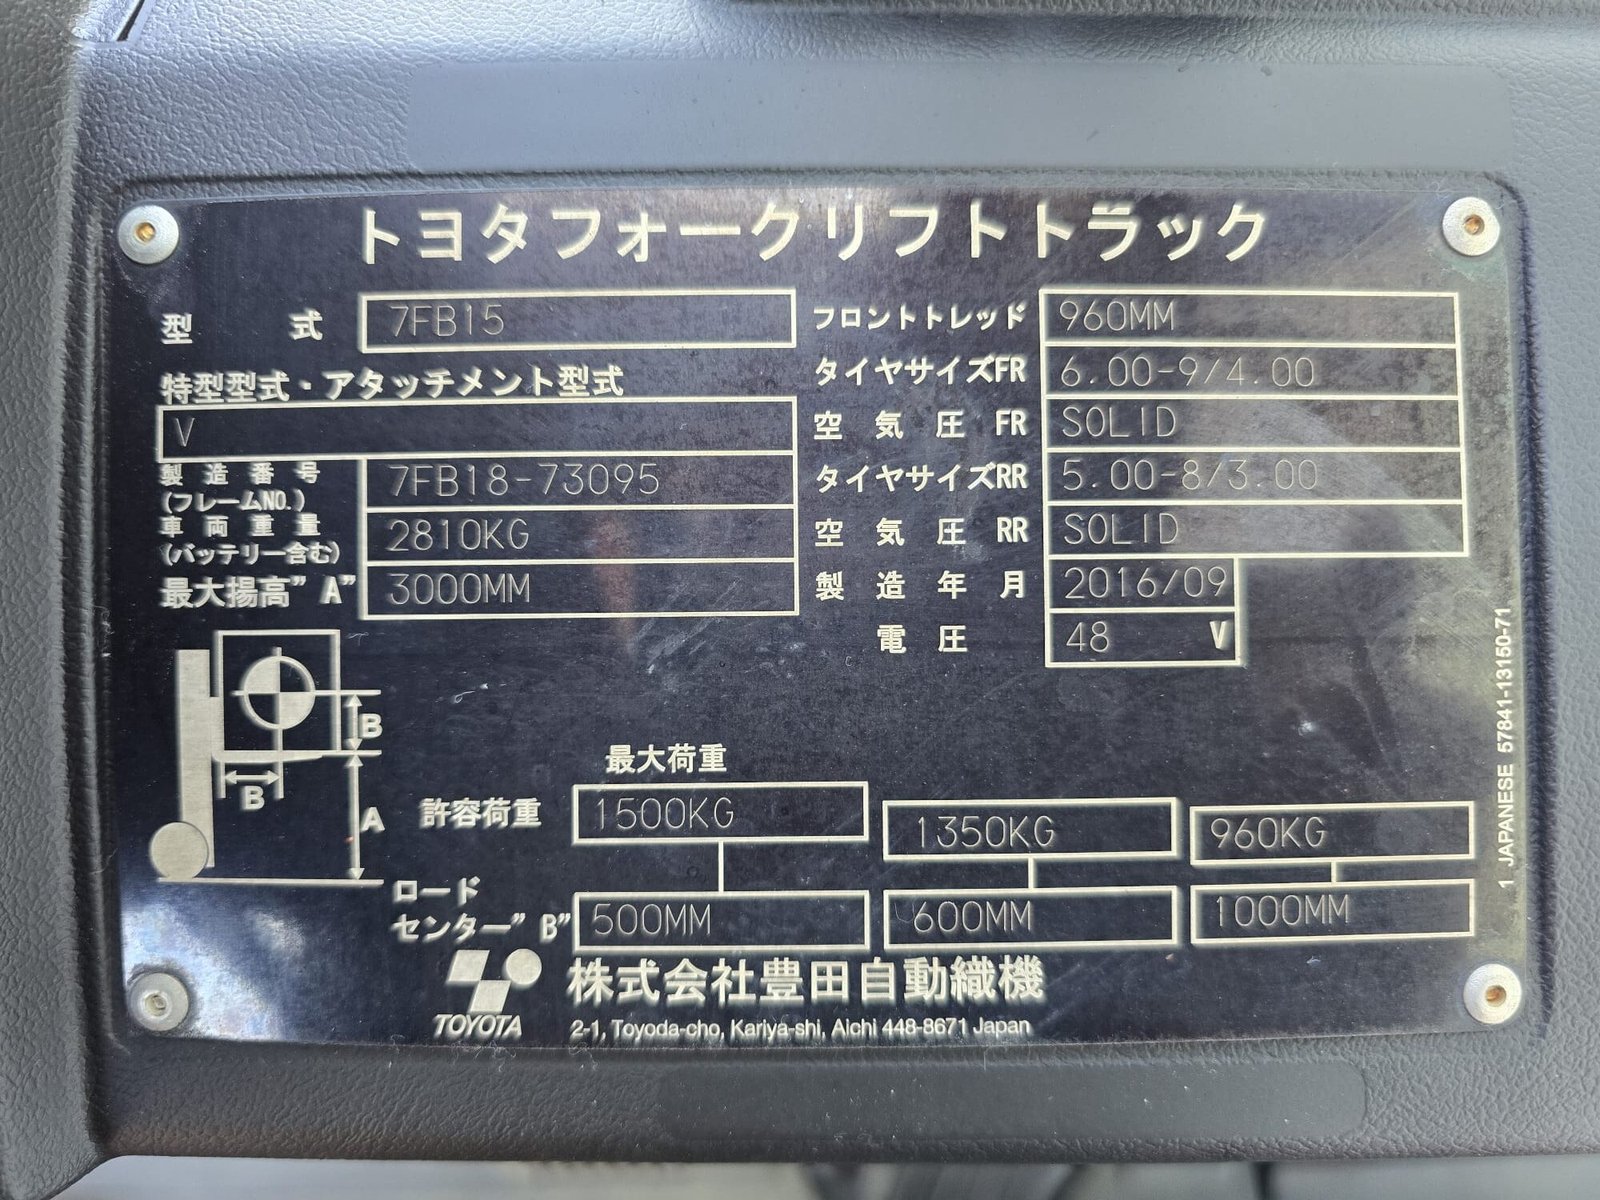 トヨタフォークリフトトラック
型式 7FB15
特型型式・アタッチメント型式
V
製造番号 (フレームNO.) 7FB18-73095
車両重量 (バッテリー含む) 2810KG
最大揚高"A" 3000MM
フロントトレッド 960MM
タイヤサイズFR 6.00-9/4.00
空気圧FR SOLID
タイヤサイズRR 5.00-8/3.00
空気圧RR SOLID
製造年月 2016/09
電圧 48 V
B
B
A
最大荷重
許容荷重 1500KG 1350KG 960KG
ロード
センター"B" 500MM 600MM 1000MM
TOYOTA
株式会社豊田自動織機
2-1, Toyoda-cho, Kariya-shi, Aichi 448-8671 Japan
1 JAPANESE 57841-13150-71